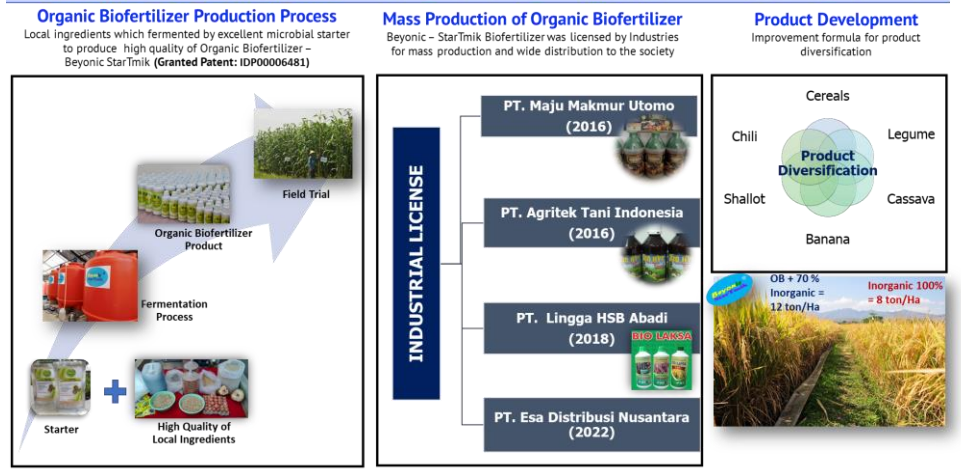 Organic Biofertilizer Production Process
Local ingredients which fermented by excellent microbial starter
to produce high quality of Organic Biofertilizer –
Beyonic StarTmik (Granted Patent: IDP00006481)
Field Trial
Organic Biofertilizer
Product
Fermentation
Process
Starter
High Quality of
Local Ingredients
Mass Production of Organic Biofertilizer
Beyonic – StarTmik Biofertilizer was licensed by Industries
for mass production and wide distribution to the society
INDUSTRIAL LICENSE
PT. Maju Makmur Utomo
(2016)
PT. Agritek Tani Indonesia
(2016)
PT. Lingga HSB Abadi
(2018)
BIO LAKSA
PT. Esa Distribusi Nusantara
(2022)
Product Development
Improvement formula for product
diversification
Cereals
Chili
Legume
Product
Diversification
Shallot
Cassava
Banana
OB + 70 %
Inorganic =
12 ton/Ha
Inorganic 100%
= 8 ton/Ha